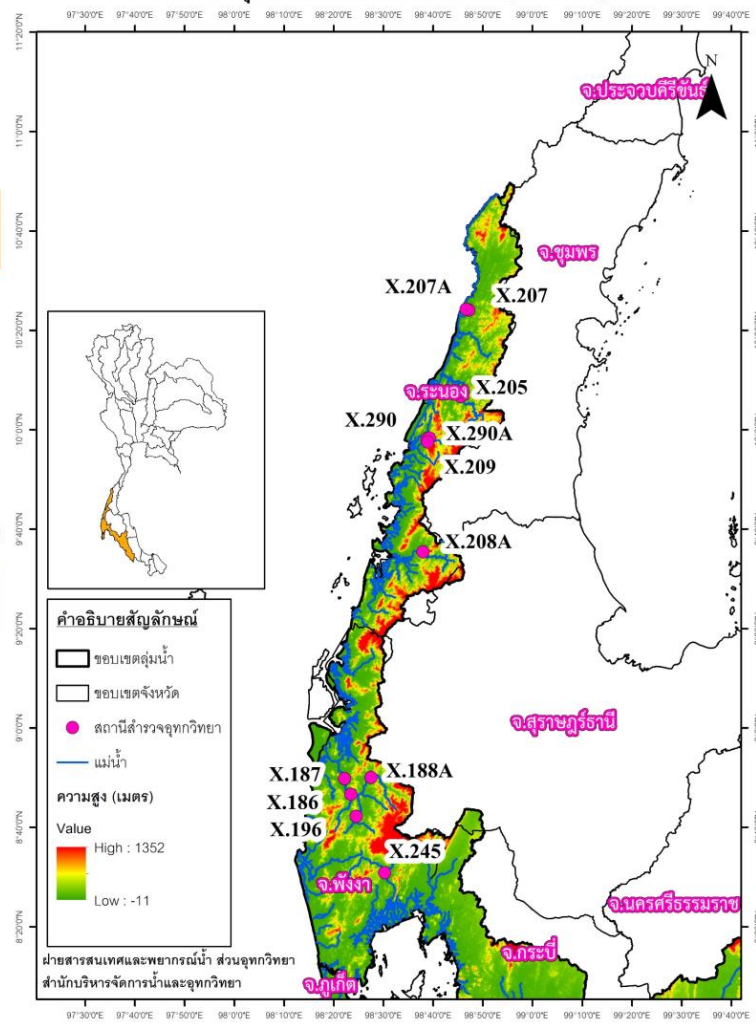 97°30'0"E 97°40'0"E 97°50'0"E 98°0'0"E 98°10'0"E 98°20'0"E 98°30'0"E 98°40'0"E 98°50'0"E 99°0'0"E 99°10'0"E 99°20'0"E 99°30'0"E 99°40'0"E
11°20'0"N
N
จ.ประจวบคีรีขันธ์
11°0'0"N
10°40'0"N
จ.ชุมพร
X.207A X.207
10°20'0"N
จ.ระนอง X.205
X.290 X.290A
10°0'0"N
X.209
9°40'0"N
X.208A
คำอธิบายสัญลักษณ์
ขอบเขตลุ่มน้ำ
9°20'0"N
ขอบเขตจังหวัด
สถานีสำรวจอุทกวิทยา
9°0'0"N
จ.สุราษฎร์ธานี
แม่น้ำ
X.187 X.188A
ความสูง (เมตร)
X.186
Value
X.196
High : 1352
8°40'0"N
X.245
Low : -11
จ.พังงา
จ.นครศรีธรรมราช
8°20'0"N
จ.กระบี่
ฝ่ายสารสนเทศและพยากรณ์น้ำ ส่วนอุทกวิทยา
สำนักบริหารจัดการน้ำและอุทกวิทยา
จ.ภูเก็ต
97°30'0"E 97°40'0"E 97°50'0"E 98°0'0"E 98°10'0"E 98°20'0"E 98°30'0"E 98°40'0"E 98°50'0"E 99°0'0"E 99°10'0"E 99°20'0"E 99°30'0"E 99°40'0"E